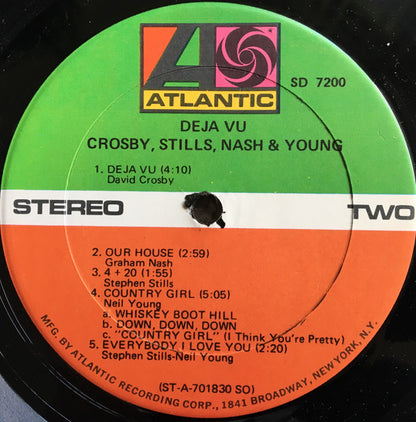 A
ATLANTIC
SD 7200
DEJA VU
CROSBY, STILLS, NASH & YOUNG
1. DEJA VU (4:10)
David Crosby
STEREO
TWO
2. OUR HOUSE (2:59)
Graham Nash
3. 4 + 20 (1:55)
Stephen Stills
4. COUNTRY GIRL (5:05)
Neil Young
a. WHISKEY BOOT HILL
b. DOWN, DOWN, DOWN
c. "COUNTRY GIRL" (I Think You're Pretty)
5. EVERYBODY I LOVE YOU (2:20)
Stephen Stills-Neil Young
(ST-A-701830 SO)
MFG. BY ATLANTIC RECORDING CORP., 1841 BROADWAY, NEW YORK, N.Y.